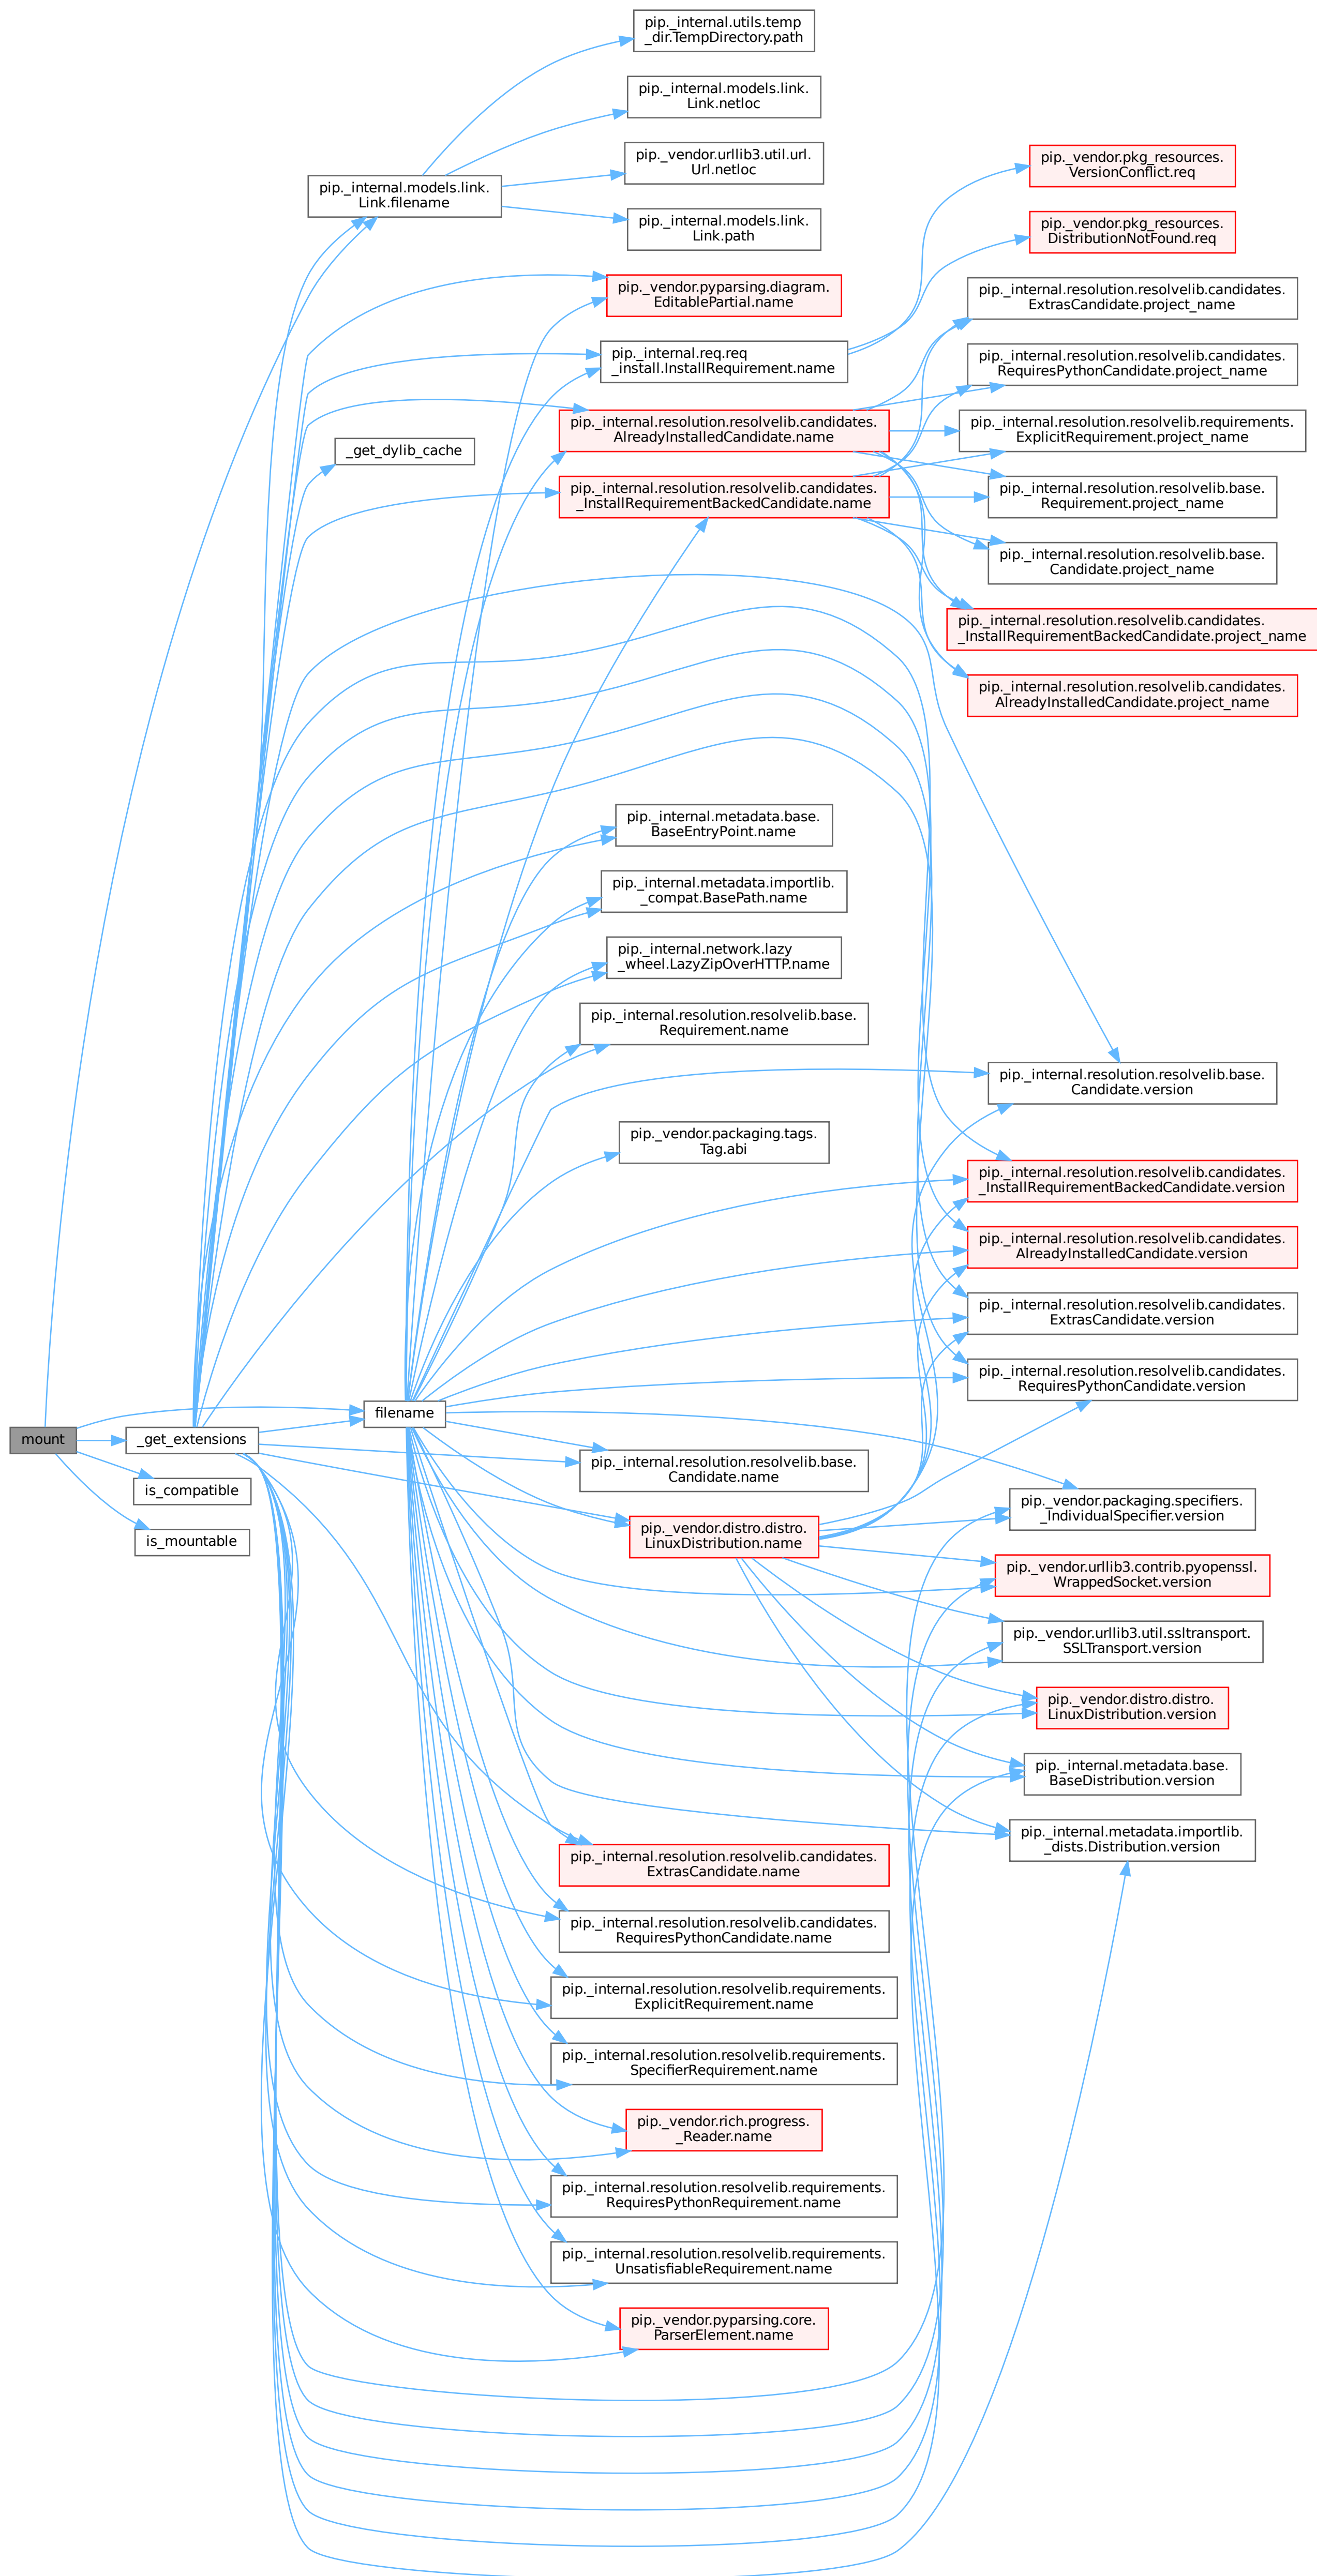 mount
_get_extensions
is_compatible
is_mountable
pip._internal.models.link.
Link.filename
_get_dylib_cache
filename
pip._internal.utils.temp
_dir.TempDirectory.path
pip._internal.models.link.
Link.netloc
pip._vendor.urllib3.util.url.
Url.netloc
pip._internal.models.link.
Link.path
pip._vendor.pyparsing.diagram.
EditablePartial.name
pip._internal.req.req
_install.InstallRequirement.name
pip._internal.resolution.resolvelib.candidates.
AlreadyInstalledCandidate.name
pip._internal.resolution.resolvelib.candidates.
_InstallRequirementBackedCandidate.name
pip._internal.metadata.base.
BaseEntryPoint.name
pip._internal.metadata.importlib.
_compat.BasePath.name
pip._internal.network.lazy
_wheel.LazyZipOverHTTP.name
pip._internal.resolution.resolvelib.base.
Requirement.name
pip._vendor.packaging.tags.
Tag.abi
pip._internal.resolution.resolvelib.base.
Candidate.name
pip._vendor.distro.distro.
LinuxDistribution.name
pip._internal.resolution.resolvelib.candidates.
ExtrasCandidate.name
pip._internal.resolution.resolvelib.candidates.
RequiresPythonCandidate.name
pip._internal.resolution.resolvelib.requirements.
ExplicitRequirement.name
pip._internal.resolution.resolvelib.requirements.
SpecifierRequirement.name
pip._vendor.rich.progress.
_Reader.name
pip._internal.resolution.resolvelib.requirements.
RequiresPythonRequirement.name
pip._internal.resolution.resolvelib.requirements.
UnsatisfiableRequirement.name
pip._vendor.pyparsing.core.
ParserElement.name
pip._vendor.pkg_resources.
VersionConflict.req
pip._vendor.pkg_resources.
DistributionNotFound.req
pip._internal.resolution.resolvelib.candidates.
ExtrasCandidate.project_name
pip._internal.resolution.resolvelib.candidates.
RequiresPythonCandidate.project_name
pip._internal.resolution.resolvelib.requirements.
ExplicitRequirement.project_name
pip._internal.resolution.resolvelib.base.
Requirement.project_name
pip._internal.resolution.resolvelib.base.
Candidate.project_name
pip._internal.resolution.resolvelib.candidates.
_InstallRequirementBackedCandidate.project_name
pip._internal.resolution.resolvelib.candidates.
AlreadyInstalledCandidate.project_name
pip._internal.resolution.resolvelib.base.
Candidate.version
pip._internal.resolution.resolvelib.candidates.
_InstallRequirementBackedCandidate.version
pip._internal.resolution.resolvelib.candidates.
AlreadyInstalledCandidate.version
pip._internal.resolution.resolvelib.candidates.
ExtrasCandidate.version
pip._internal.resolution.resolvelib.candidates.
RequiresPythonCandidate.version
pip._vendor.packaging.specifiers.
_IndividualSpecifier.version
pip._vendor.urllib3.contrib.pyopenssl.
WrappedSocket.version
pip._vendor.urllib3.util.ssltransport.
SSLTransport.version
pip._vendor.distro.distro.
LinuxDistribution.version
pip._internal.metadata.base.
BaseDistribution.version
pip._internal.metadata.importlib.
_dists.Distribution.version